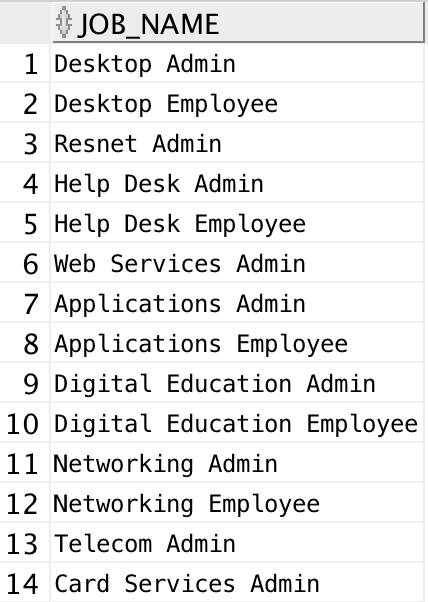 JOB_NAME
1 Desktop Admin
2 Desktop Employee
3 Resnet Admin
4 Help Desk Admin
5 Help Desk Employee
6 Web Services Admin
7 Applications Admin
8 Applications Employee
9 Digital Education Admin
10 Digital Education Employee
11 Networking Admin
12 Networking Employee
13 Telecom Admin
14 Card Services Admin